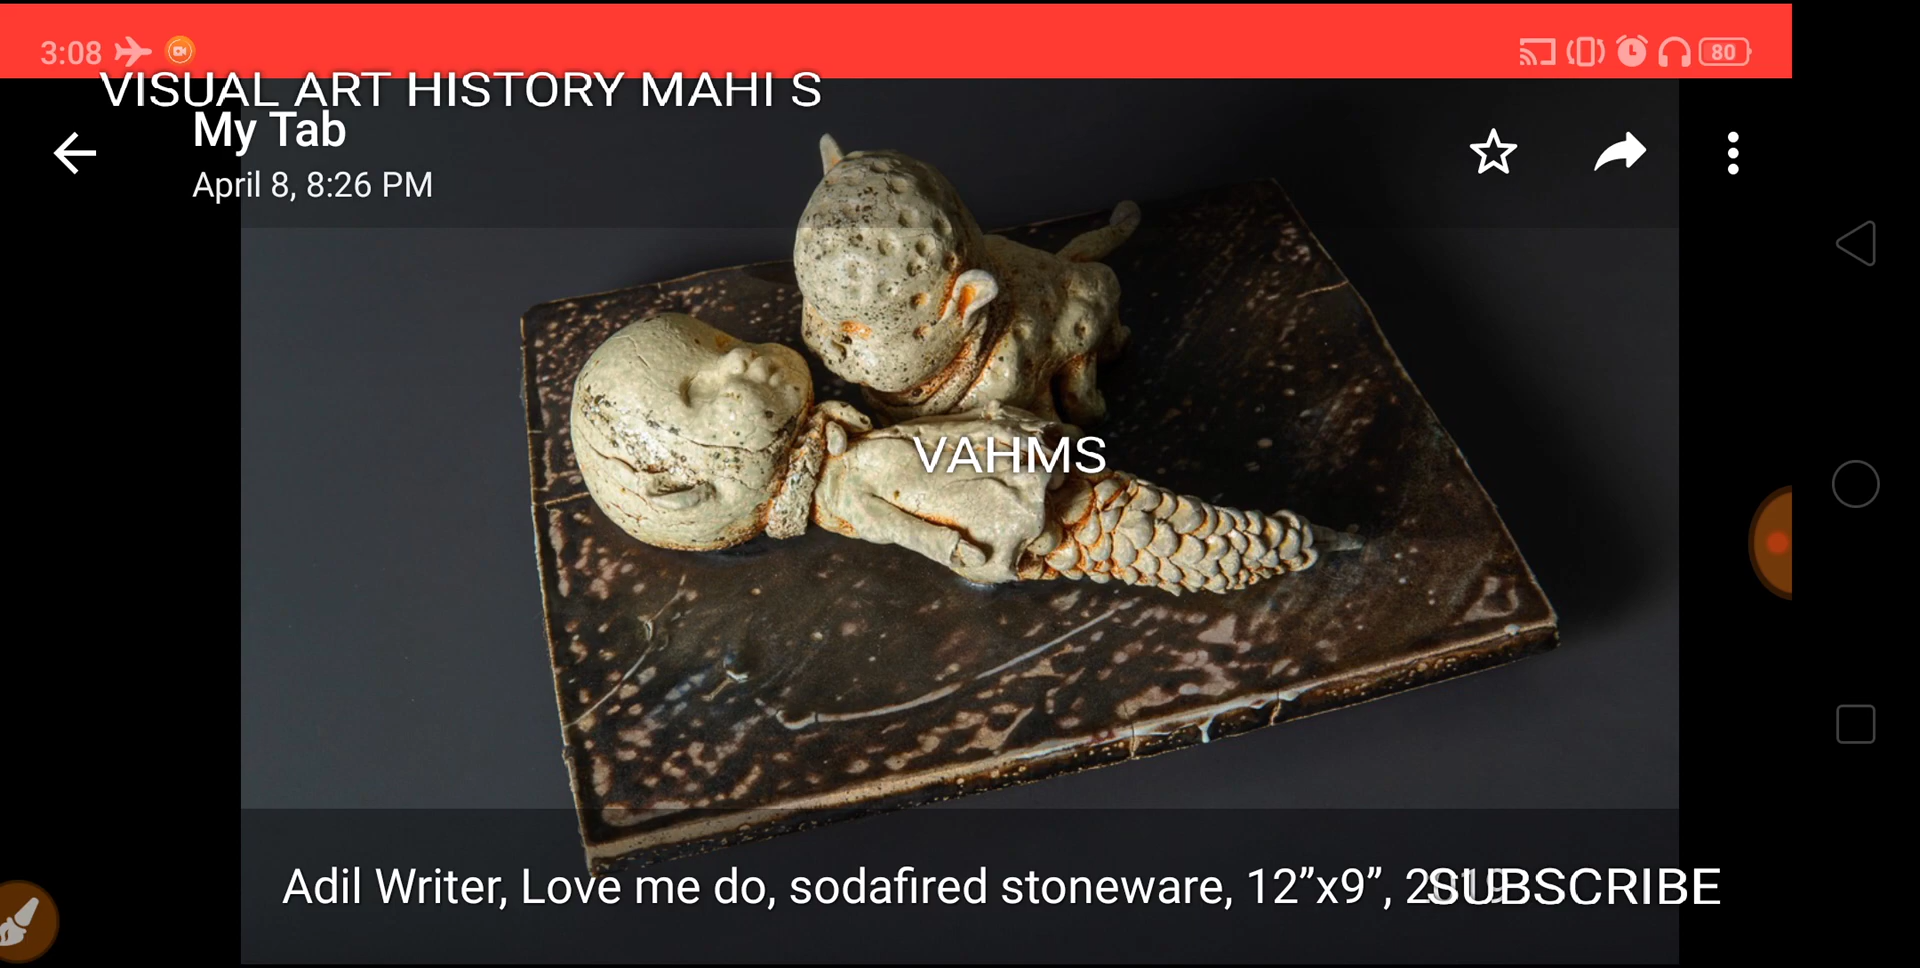 3:08
80
VISUAL ART HISTORY MAHI S
My Tab
April 8, 8:26 PM
VAHMS
Adil Writer, Love me do, sodafired stoneware, 12”x9”,
SUBSCRIBE